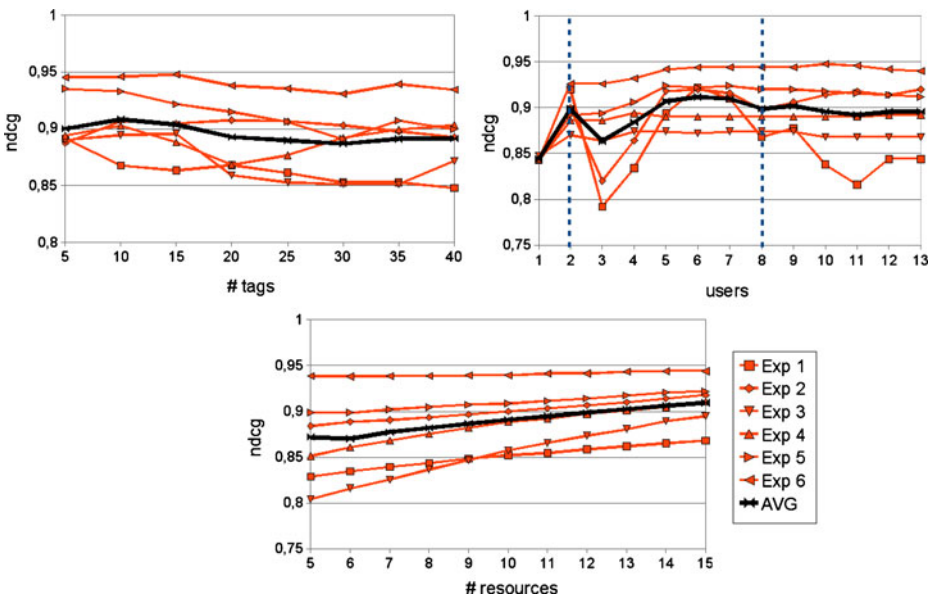 1
0,95
0,9
0,85
0,8
ndcg
5 10 15 20 25 30 35 40
# tags
1
0,95
0,9
0,85
0,8
0,75
ndcg
1 2 3 4 5 6 7 8 9 10 11 12 13
users
1
0,95
0,9
0,85
0,8
0,75
ndcg
5 6 7 8 9 10 11 12 13 14 15
# resources
Exp 1
Exp 2
Exp 3
Exp 4
Exp 5
Exp 6
AVG